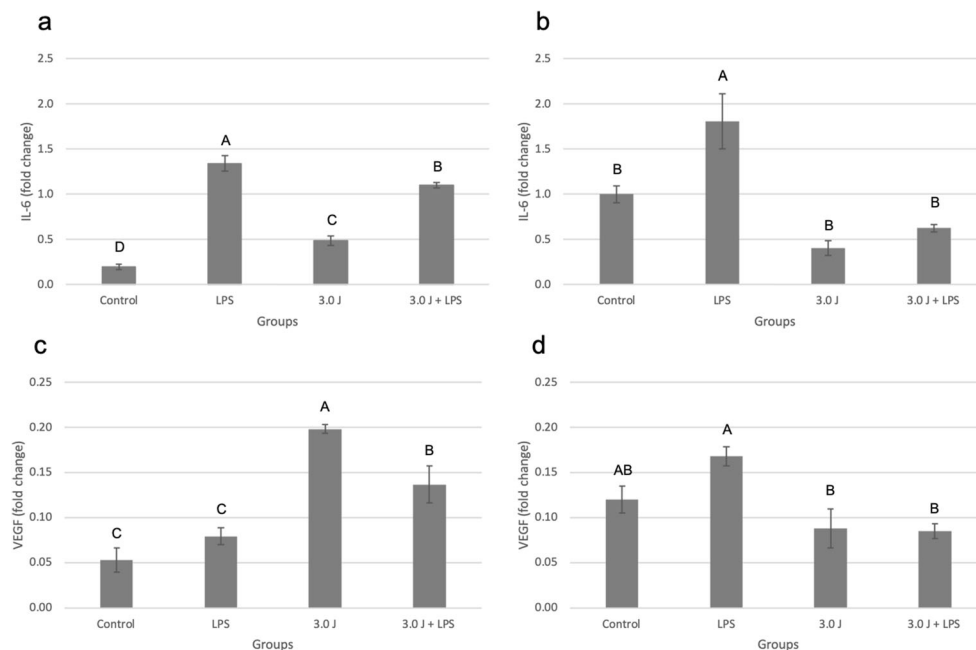 a
IL-6 (fold change)
2.5
2.0
1.5
1.0
0.5
0.0
D
A
C
B
Control LPS 3.0 J 3.0 J + LPS
Groups
b
IL-6 (fold change)
2.5
2.0
1.5
1.0
0.5
0.0
B
A
B
B
Control LPS 3.0 J 3.0 J + LPS
Groups
c
VEGF (fold change)
0.25
0.20
0.15
0.10
0.05
0.00
C
C
A
B
Control LPS 3.0 J 3.0 J + LPS
Groups
d
VEGF (fold change)
0.25
0.20
0.15
0.10
0.05
0.00
AB
A
B
B
Control LPS 3.0 J 3.0 J + LPS
Groups